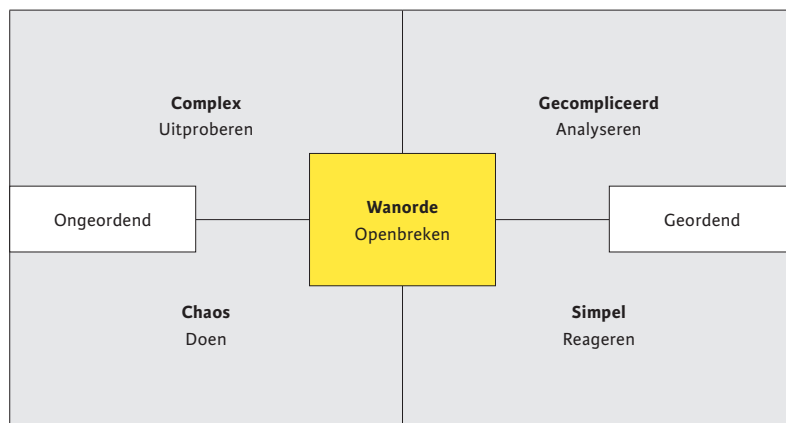 Complex
Uitproberen
Gecompliceerd
Analyseren
Ongeordend
Wanorde
Openbreken
Geordend
Chaos
Doen
Simpel
Reageren